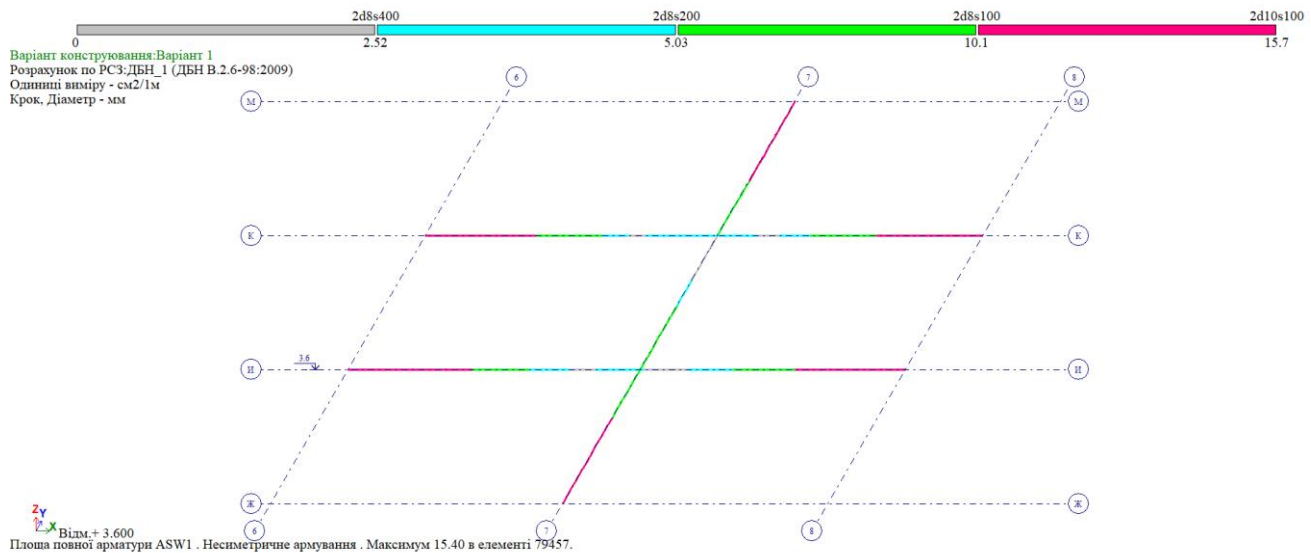 2d8s400 2d8s200 2d8s100 2d10s100
0 2.52 5.03 10.1 15.7
Варіант конструювання:Варіант 1
Розрахунок по РСЗ:ДБН_1 (ДБН В.2.6-98:2009)
Одиниці виміру - см2/1м
Крок, Діаметр - мм
6 7 8
М М
К К
3.6
И И
Ж Ж
Z Y X
Відм.+ 3.600
6 7 8
Площа повної арматури ASW1 . Несиметричне армування . Максимум 15.40 в елементі 79457.